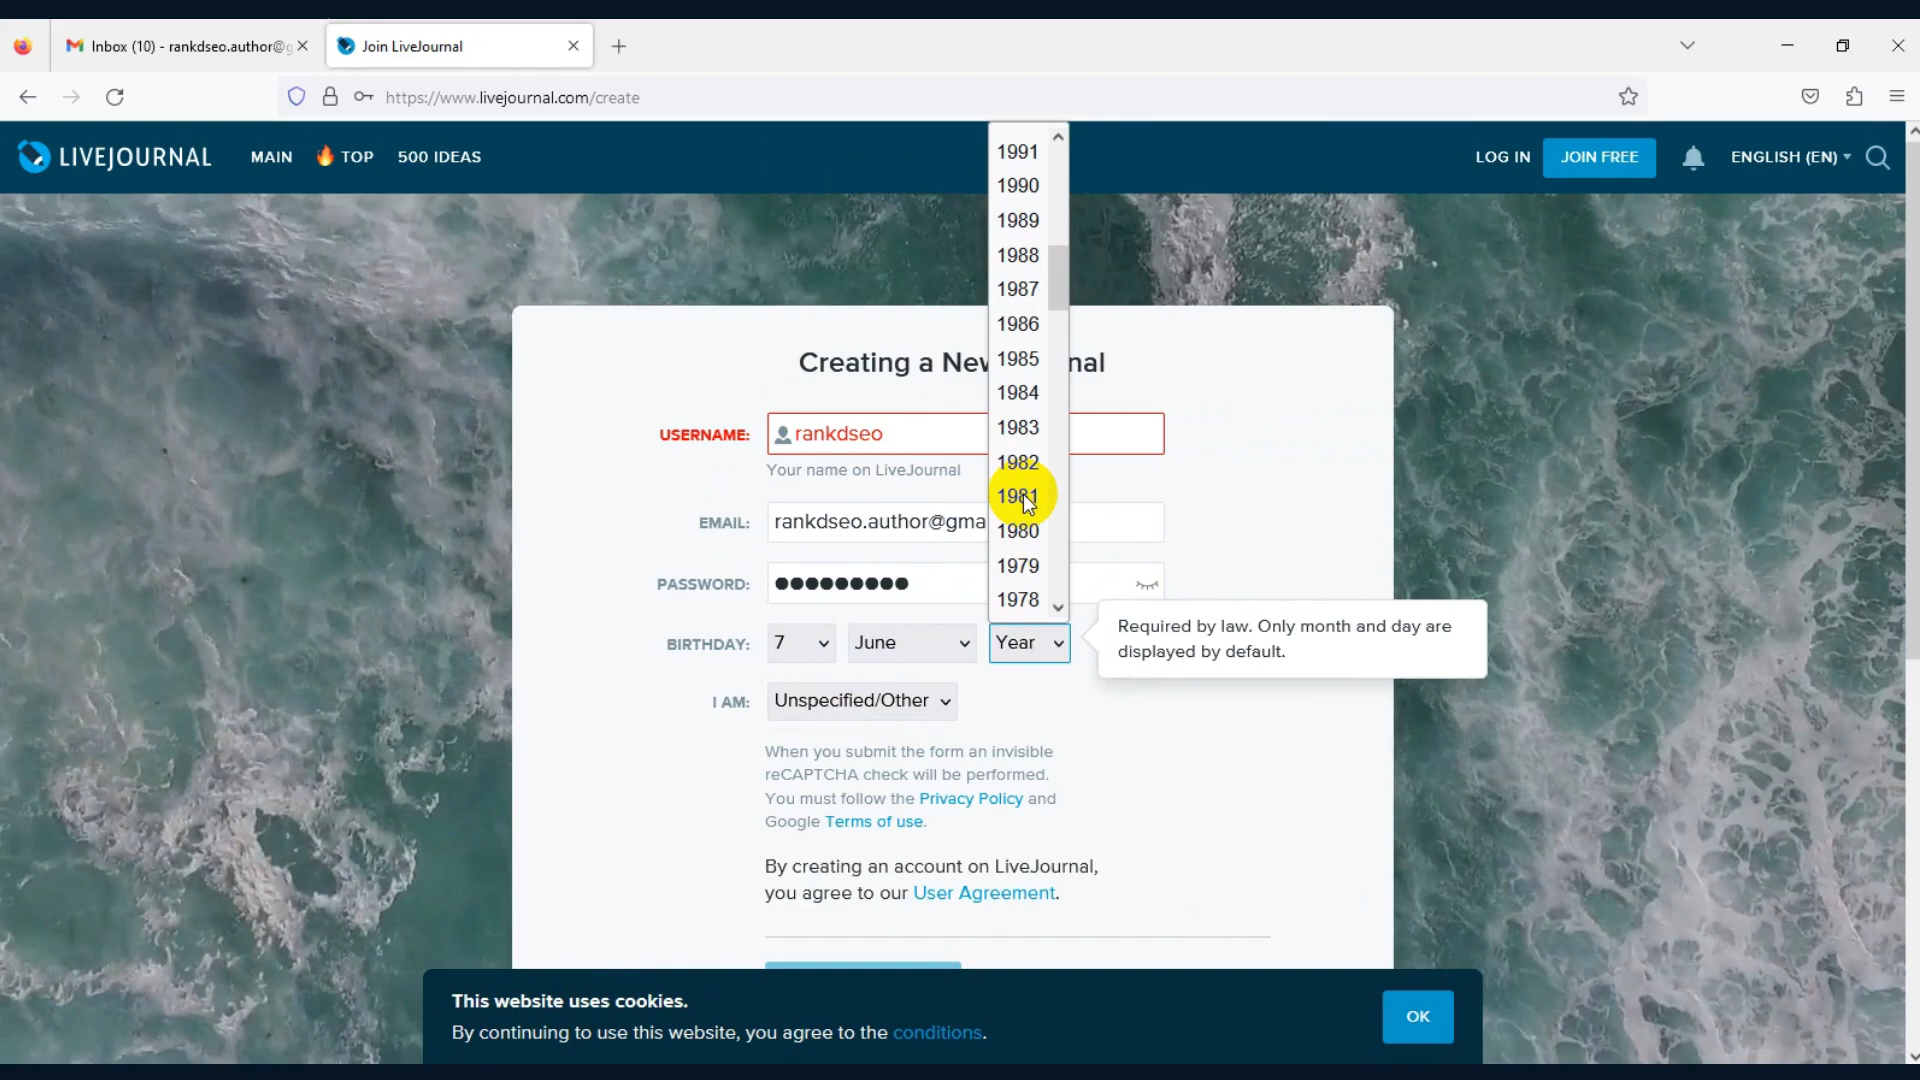 Inbox (10) - rankdseo.author@g
Join LiveJournal
https://www.livejournal.com/create
LIVEJOURNAL
MAIN
TOP
500 IDEAS
LOG IN
JOIN FREE
ENGLISH (EN)
1991
1990
1989
1988
1987
1986
1985
1984
1983
1982
1981
1980
1979
1978
Creating a New nal
USERNAME:
rankdseo
Your name on LiveJournal
EMAIL:
rankdseo.author@gma
PASSWORD:
BIRTHDAY:
7
June
Year
Required by law. Only month and day are
displayed by default.
I AM:
Unspecified/Other
When you submit the form an invisible
reCAPTCHA check will be performed.
You must follow the Privacy Policy and
Google Terms of use.
By creating an account on LiveJournal,
you agree to our User Agreement.
This website uses cookies.
By continuing to use this website, you agree to the conditions.
OK